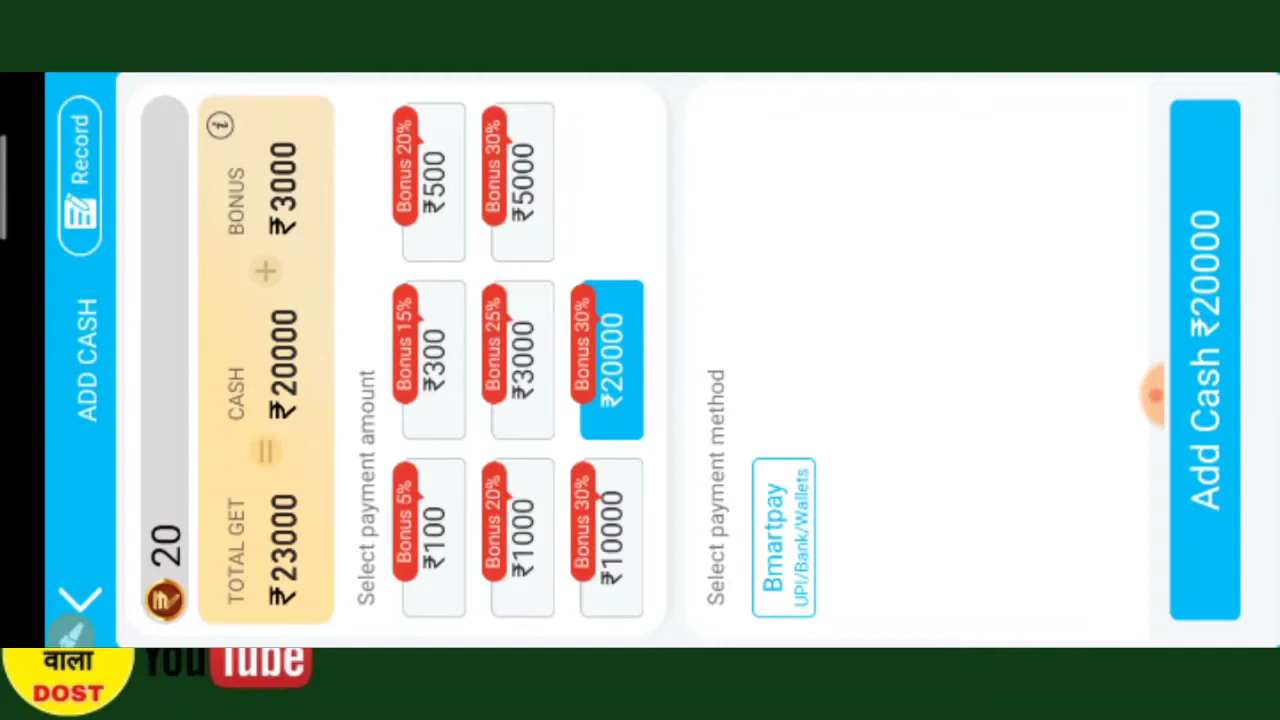 ADD CASH
Record
20
TOTAL GET
CASH
BONUS
₹23000
=
₹20000
+
₹3000
i
Select payment amount
Bonus 5%
₹100
Bonus 15%
₹300
Bonus 20%
₹500
Bonus 20%
₹1000
Bonus 25%
₹3000
Bonus 30%
₹5000
Bonus 30%
₹10000
Bonus 30%
₹20000
Select payment method
Bmartpay
UPI/Bank/Wallets
Add Cash ₹20000
वाला
DOST
YouTube